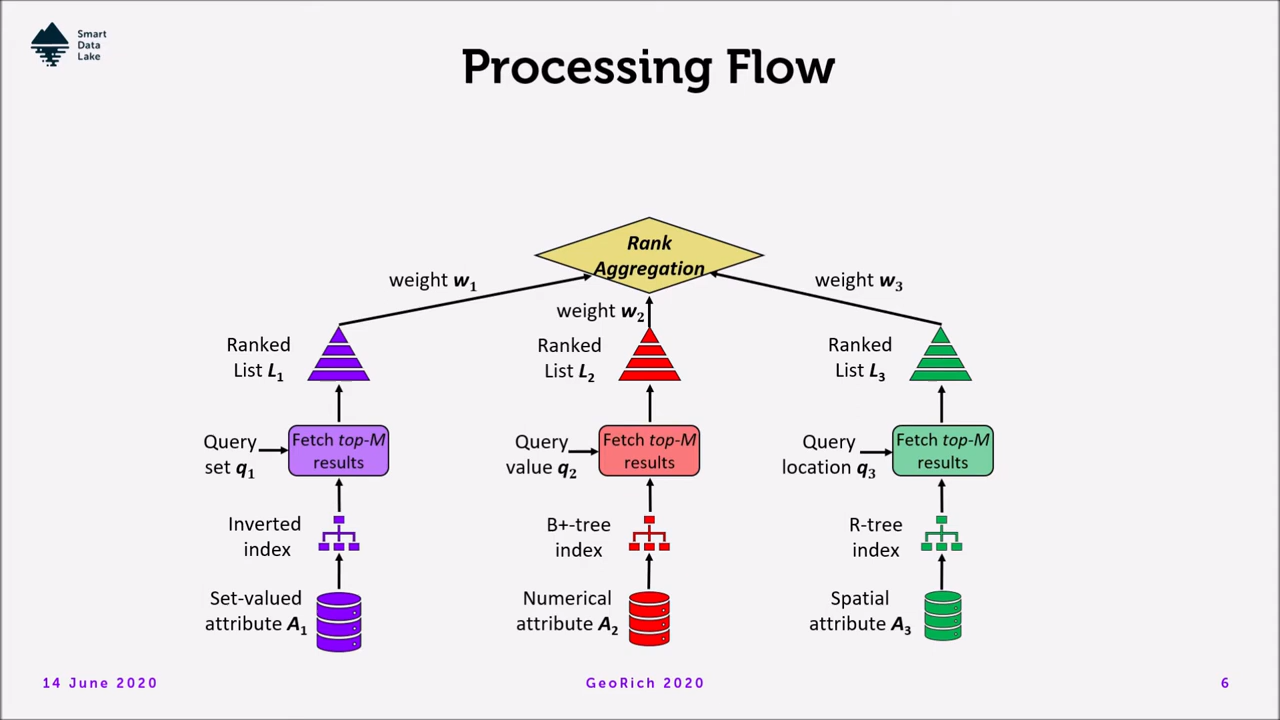 Smart
Data
Lake
Processing Flow
Rank
Aggregation
weight w1
weight w2
weight w3
Ranked
List L1
Ranked
List L2
Ranked
List L3
Query
set q1
Fetch top-M
results
Query
value q2
Fetch top-M
results
Query
location q3
Fetch top-M
results
Inverted
index
B+-tree
index
R-tree
index
Set-valued
attribute A1
Numerical
attribute A2
Spatial
attribute A3
14 June 2020
GeoRich 2020
6